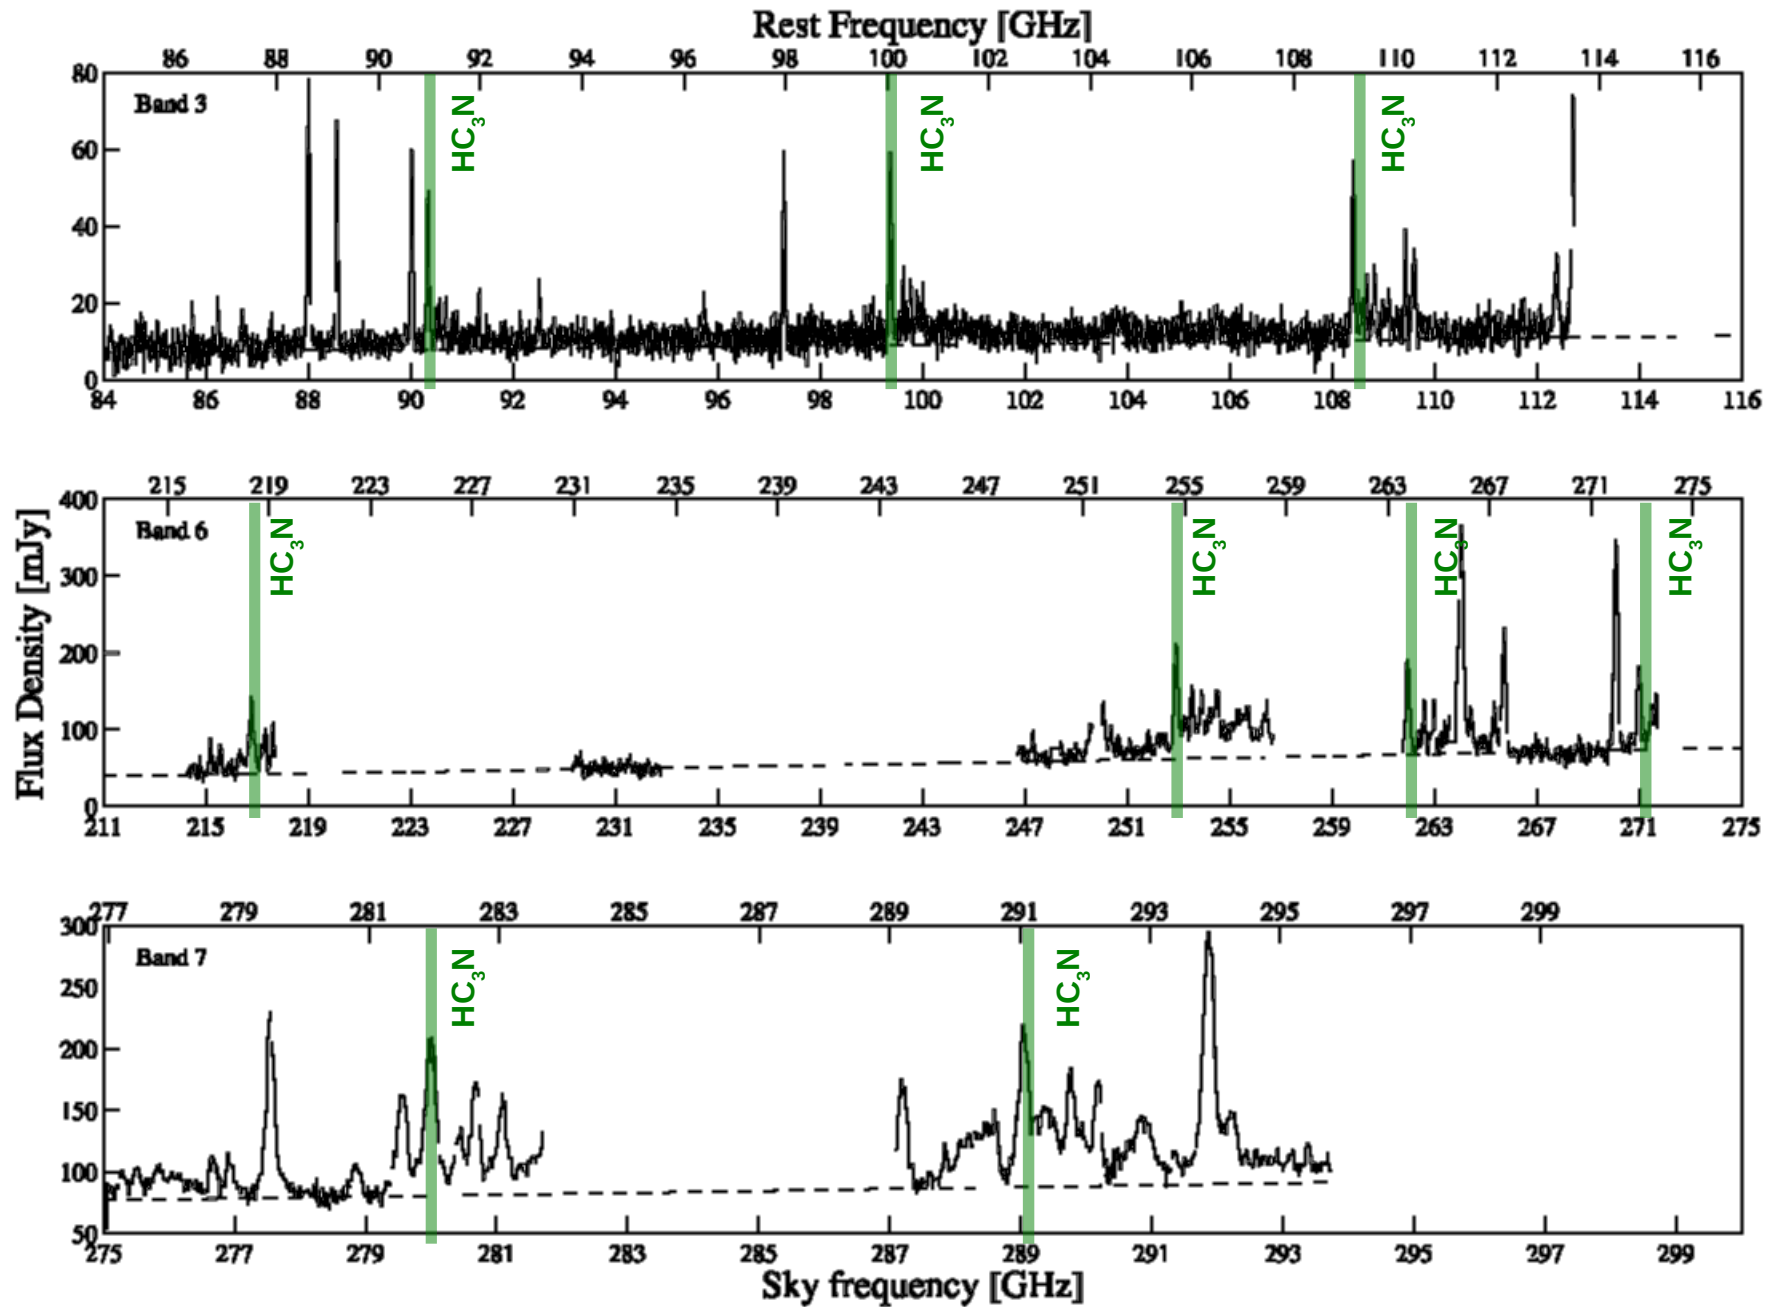 Rest Frequency [GHz]
86 88 90 92 94 96 98 100 102 104 106 108 110 112 114 116
80
Band 3
HC3N HC3N HC3N
60
40
20
0
84 86 88 90 92 94 96 98 100 102 104 106 108 110 112 114 116
215 219 223 227 231 235 239 243 247 251 255 259 263 267 271 275
400
Band 6
HC3N HC3N HC3N HC3N
300
200
100
0
211 215 219 223 227 231 235 239 243 247 251 255 259 263 267 271 275
Flux Density [mJy]
277 279 281 283 285 287 289 291 293 295 297 299
300
Band 7
HC3N HC3N
250
200
150
100
50
275 277 279 281 283 285 287 289 291 293 295 297 299
Sky frequency [GHz]